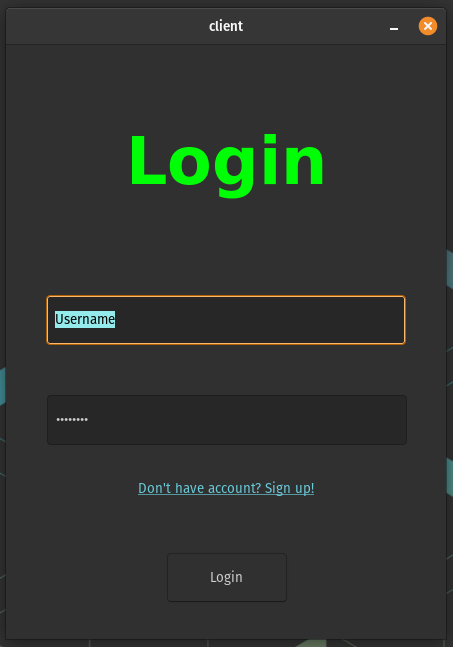 client
Login
Username
••••••••
Don't have account? Sign up!
Login